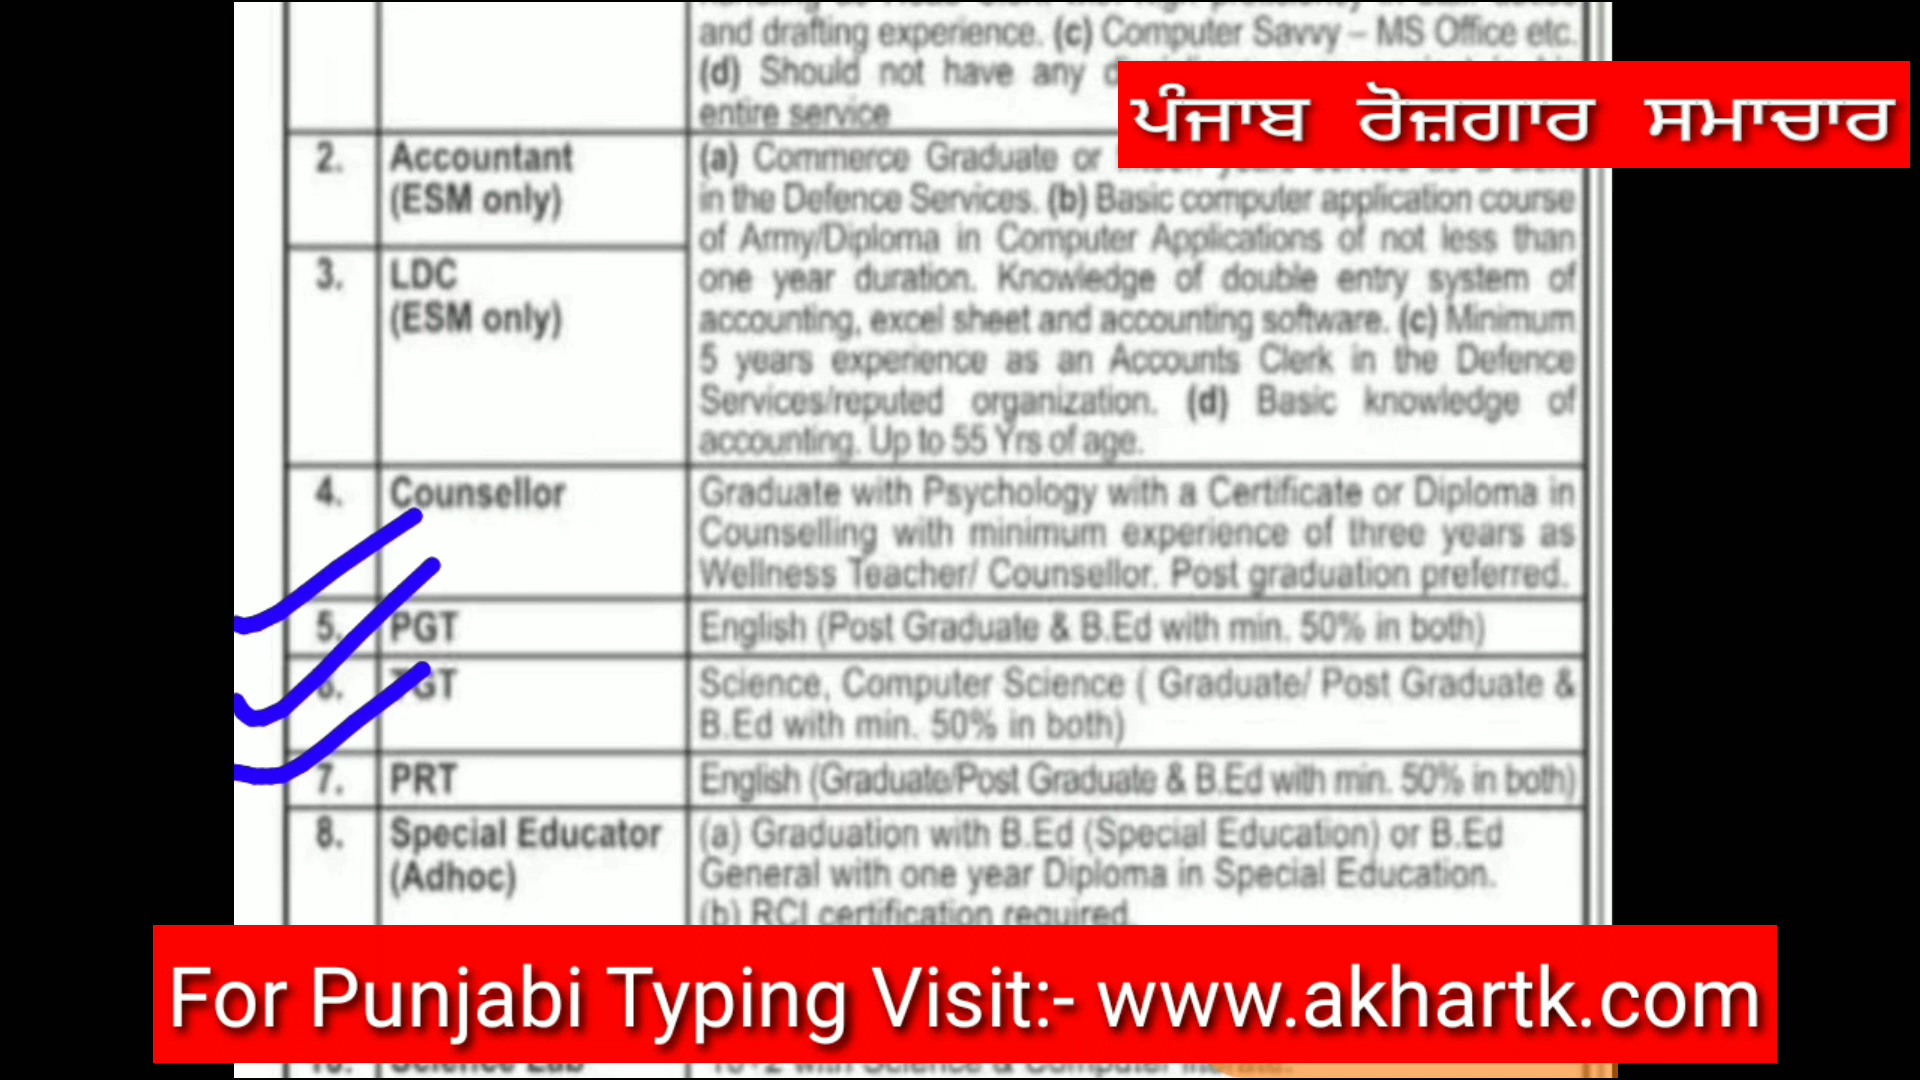 and drafting experience. (c) Computer Savvy – MS Office etc.
(d) Should not have any
entire service
ਪੰਜਾਬ ਰੋਜ਼ਗਾਰ ਸਮਾਚਾਰ
2. Accountant
(ESM only)
(a) Commerce Graduate or
in the Defence Services. (b) Basic computer application course
of Army/Diploma in Computer Applications of not less than
one year duration. Knowledge of double entry system of
accounting, excel sheet and accounting software. (c) Minimum
5 years experience as an Accounts Clerk in the Defence
Services/reputed organization. (d) Basic knowledge of
accounting. Up to 55 Yrs of age.
3. LDC
(ESM only)
4. Counsellor
Graduate with Psychology with a Certificate or Diploma in
Counselling with minimum experience of three years as
Wellness Teacher/ Counsellor. Post graduation preferred.
5. PGT English (Post Graduate & B.Ed with min. 50% in both)
6. TGT Science, Computer Science ( Graduate/ Post Graduate &
B.Ed with min. 50% in both)
7. PRT English (Graduate/Post Graduate & B.Ed with min. 50% in both)
8. Special Educator
(Adhoc)
(a) Graduation with B.Ed (Special Education) or B.Ed
General with one year Diploma in Special Education.
(b) RCI certification required.
For Punjabi Typing Visit:- www.akhartk.com
10+2 with Science & Computer